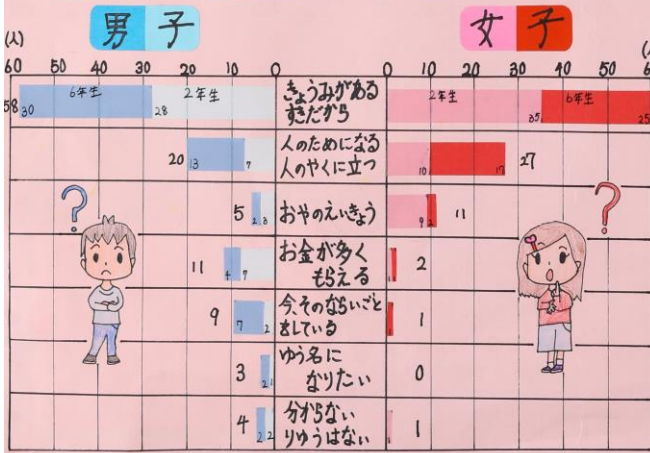 男子
女子
(人)
60 50 40 30 20 10 0
0 10 20 30 40 50
6年生
2年生
きょうみがある
すきだから
2年生
6年生
58
30
28
35
25
人のためになる
人のやくに立つ
20
13
7
10
17
27
おやのえいきょう
5
2
3
9
2
11
お金が多く
もらえる
11
4
7
2
今、そのならいごと
をしている
9
7
2
1
ゆう名に
なりたい
3
2
1
0
分からない
りゆうはない
4
2
2
1